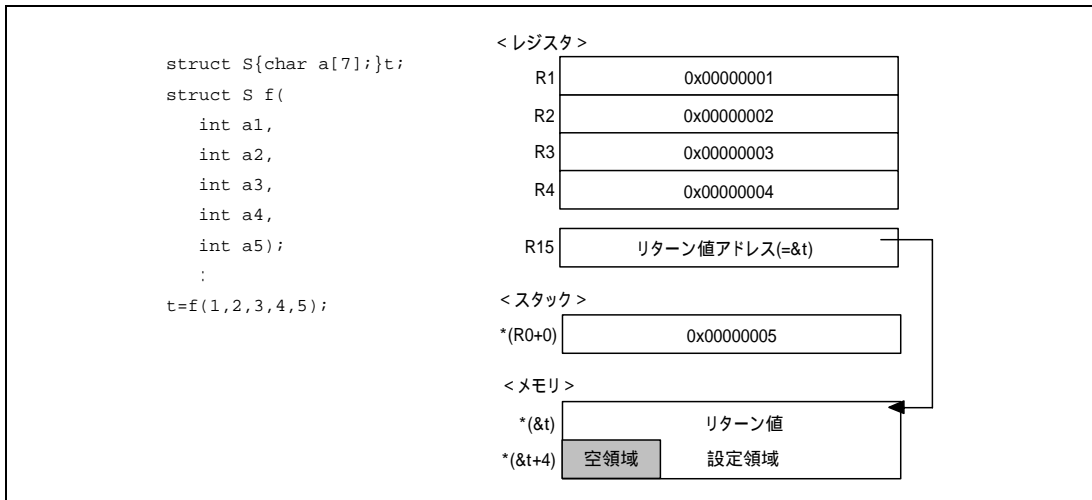 struct S{char a[7];}t;
struct S f(
int a1,
int a2,
int a3,
int a4,
int a5);
:
t=f(1,2,3,4,5);
<レジスタ>
R1 0x00000001
R2 0x00000002
R3 0x00000003
R4 0x00000004
R15 リターン値アドレス(=&t)
<スタック>
*(R0+0) 0x00000005
<メモリ>
*(&t) リターン値
*(&t+4) 空領域 設定領域